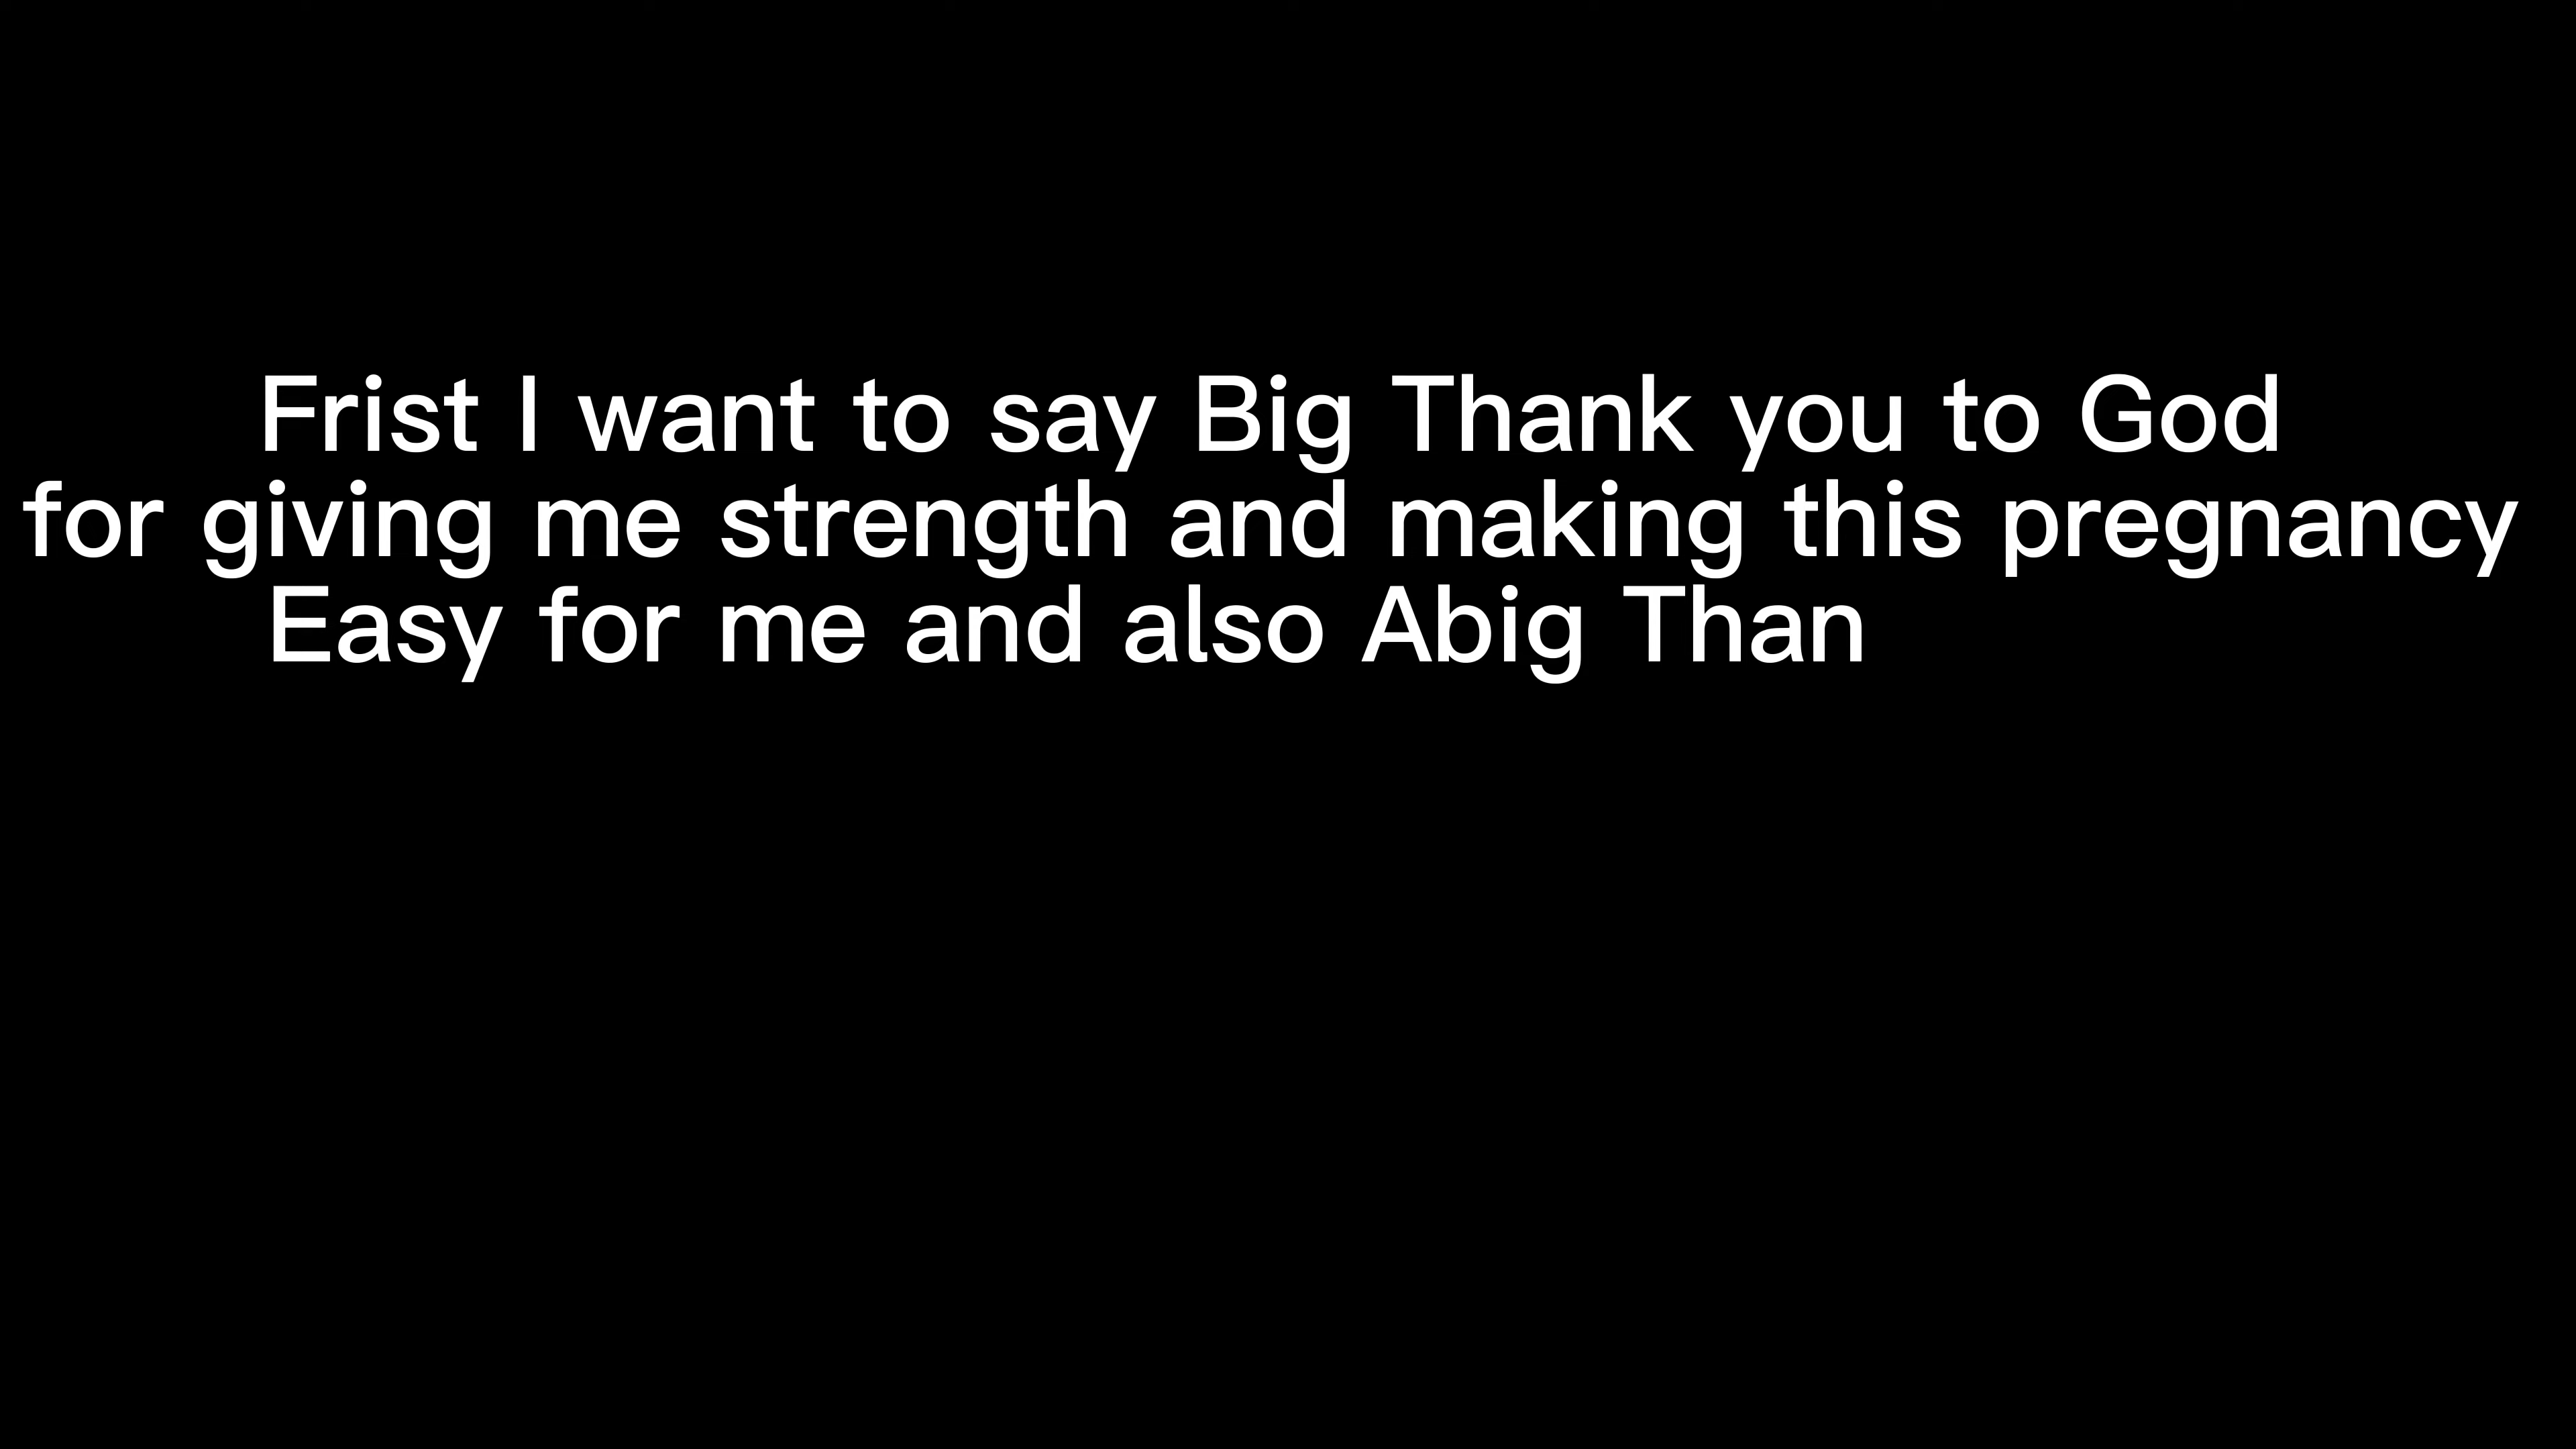 Frist I want to say Big Thank you to God
for giving me strength and making this pregnancy
Easy for me and also Abig Than